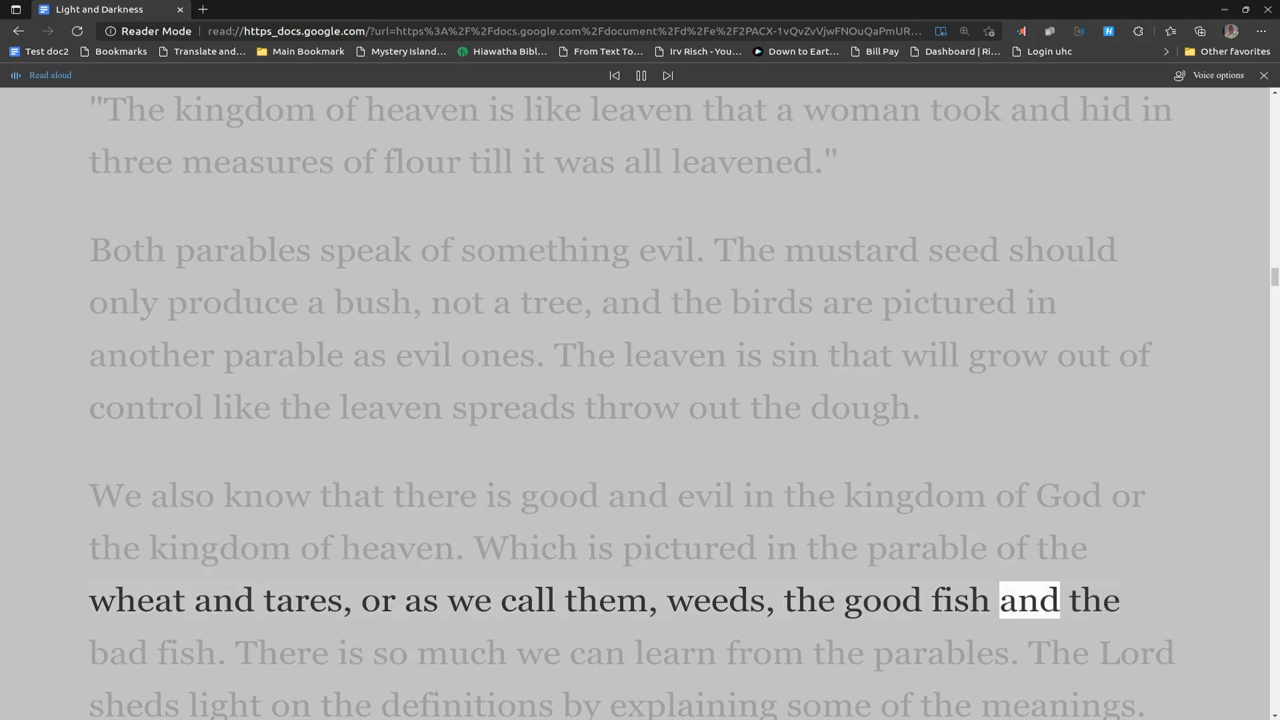 Light and Darkness
Reader Mode
read://https_docs.google.com/?url=https%3A%2F%2Fdocs.google.com%2Fdocument%2Fd%2Fe%2F2PACX-1vQvZvVjwFNOuQaPmUR...
Test doc2
Bookmarks
Translate and...
Main Bookmark
Mystery Island...
Hiawatha Bibl...
From Text To...
Irv Risch - You...
Down to Eart...
Bill Pay
Dashboard | Ri...
Login uhc
Other favorites
Read aloud
Voice options
"The kingdom of heaven is like leaven that a woman took and hid in
three measures of flour till it was all leavened."
Both parables speak of something evil. The mustard seed should
only produce a bush, not a tree, and the birds are pictured in
another parable as evil ones. The leaven is sin that will grow out of
control like the leaven spreads throw out the dough.
We also know that there is good and evil in the kingdom of God or
the kingdom of heaven. Which is pictured in the parable of the
wheat and tares, or as we call them, weeds, the good fish and the
bad fish. There is so much we can learn from the parables. The Lord
sheds light on the definitions by explaining some of the meanings.